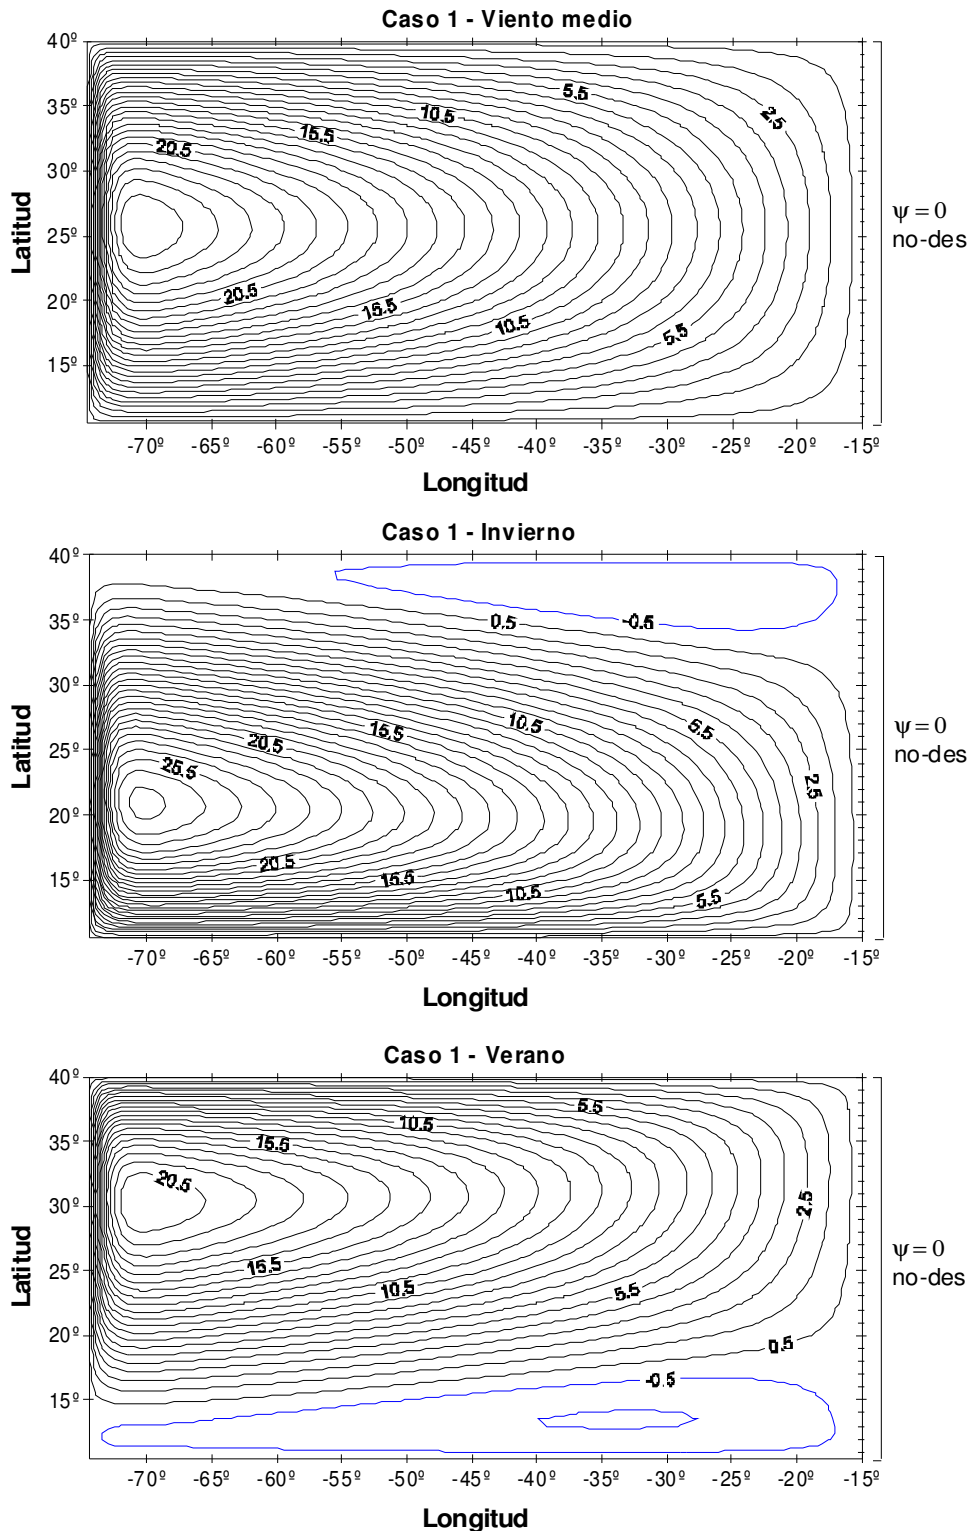 Caso 1 - Viento medio
40º
35º
30º
25º
20º
15º
Latitud
5.5
2.5
10.5
15.5
20.5
20.5
15.5
10.5
5.5
ψ = 0
no-des
-70º -65º -60º -55º -50º -45º -40º -35º -30º -25º -20º -15º
Longitud
Caso 1 - Invierno
40º
35º
30º
25º
20º
15º
Latitud
0.5
-0.5
10.5
5.5
15.5
20.5
25.5
2.5
20.5
15.5
10.5
5.5
ψ = 0
no-des
-70º -65º -60º -55º -50º -45º -40º -35º -30º -25º -20º -15º
Longitud
Caso 1 - Verano
40º
35º
30º
25º
20º
15º
Latitud
5.5
10.5
15.5
20.5
2.5
15.5
10.5
5.5
0.5
-0.5
ψ = 0
no-des
-70º -65º -60º -55º -50º -45º -40º -35º -30º -25º -20º -15º
Longitud